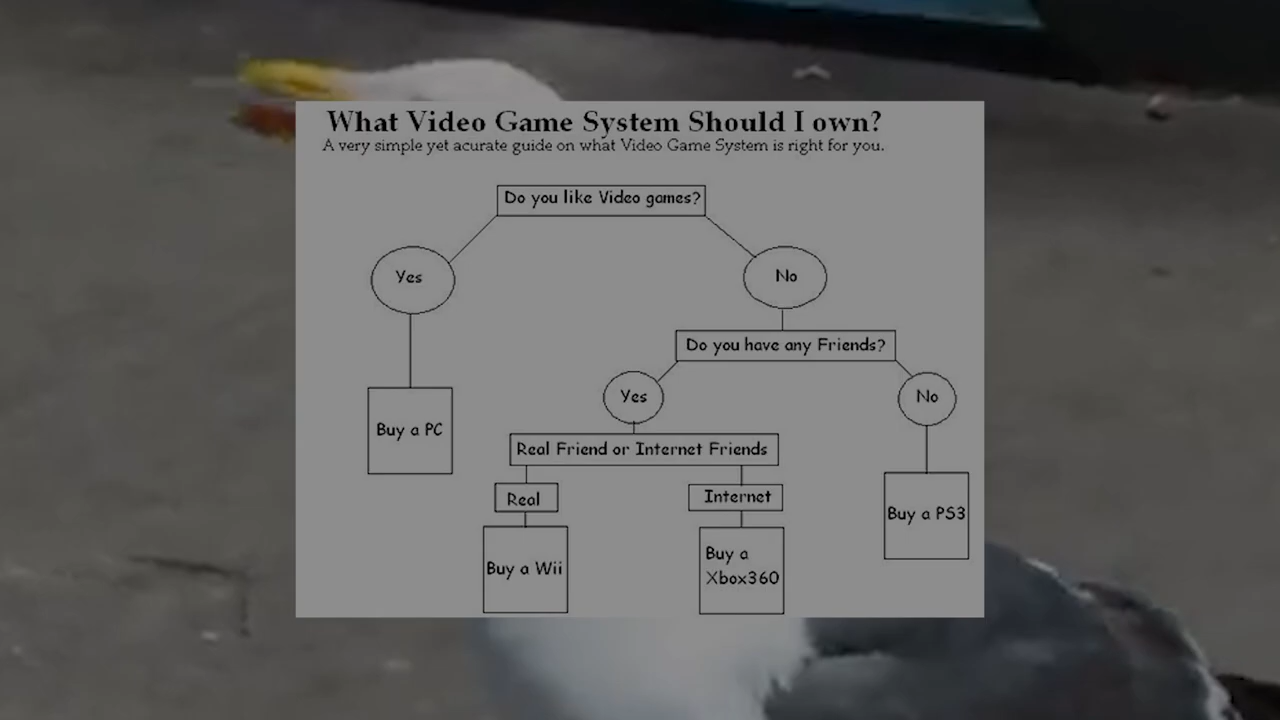 What Video Game System Should I own?
A very simple yet acurate guide on what Video Game System is right for you.
Do you like Video games?
Yes
No
Do you have any Friends?
Yes
No
Buy a PC
Real Friend or Internet Friends
Real
Internet
Buy a PS3
Buy a Wii
Buy a
Xbox360